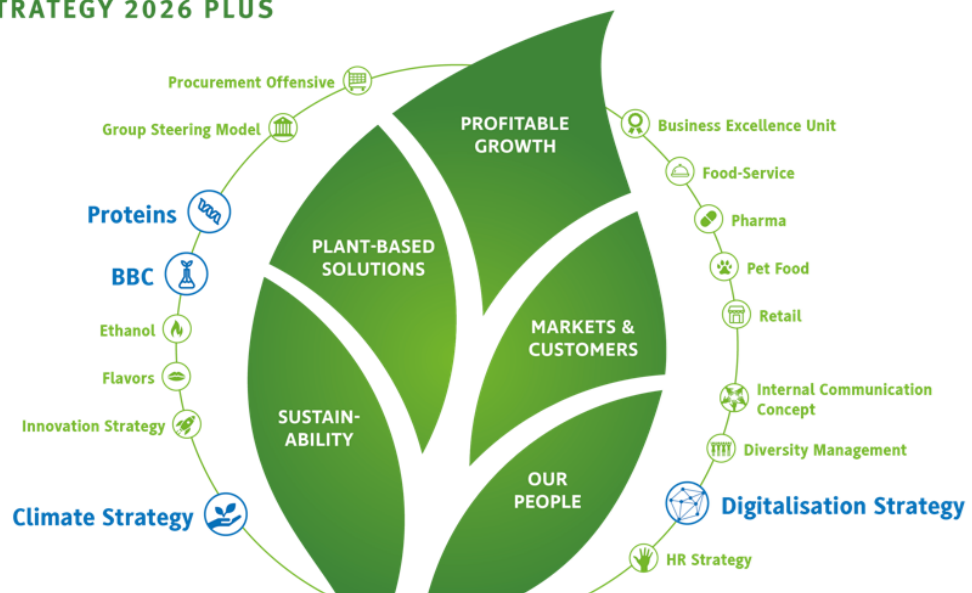 TRATEGY 2026 PLUS
Procurement Offensive
Group Steering Model
Proteins
BBC
Ethanol
Flavors
Innovation Strategy
Climate Strategy
PROFITABLE
GROWTH
PLANT-BASED
SOLUTIONS
MARKETS &
CUSTOMERS
SUSTAIN-
ABILITY
OUR
PEOPLE
Business Excellence Unit
Food-Service
Pharma
Pet Food
Retail
Internal Communication
Concept
Diversity Management
Digitalisation Strategy
HR Strategy